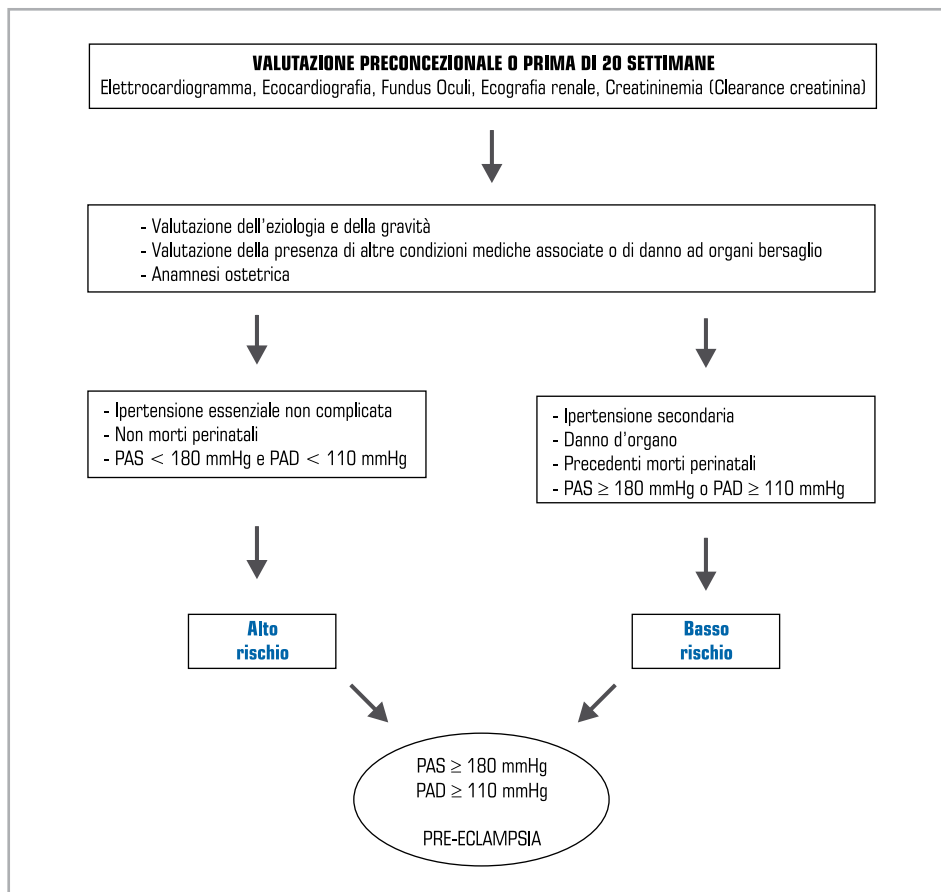 VALUTAZIONE PRECONCEZIONALE O PRIMA DI 20 SETTIMANE
Elettrocardiogramma, Ecocardiografia, Fundus Oculi, Ecografia renale, Creatininemia (Clearance creatinina)
- Valutazione dell'eziologia e della gravità
- Valutazione della presenza di altre condizioni mediche associate o di danno ad organi bersaglio
- Anamnesi ostetrica
- Ipertensione essenziale non complicata
- Non morti perinatali
- PAS < 180 mmHg e PAD < 110 mmHg
- Ipertensione secondaria
- Danno d'organo
- Precedenti morti perinatali
- PAS ≥ 180 mmHg o PAD ≥ 110 mmHg
Alto
rischio
Basso
rischio
PAS ≥ 180 mmHg
PAD ≥ 110 mmHg
PRE-ECLAMPSIA